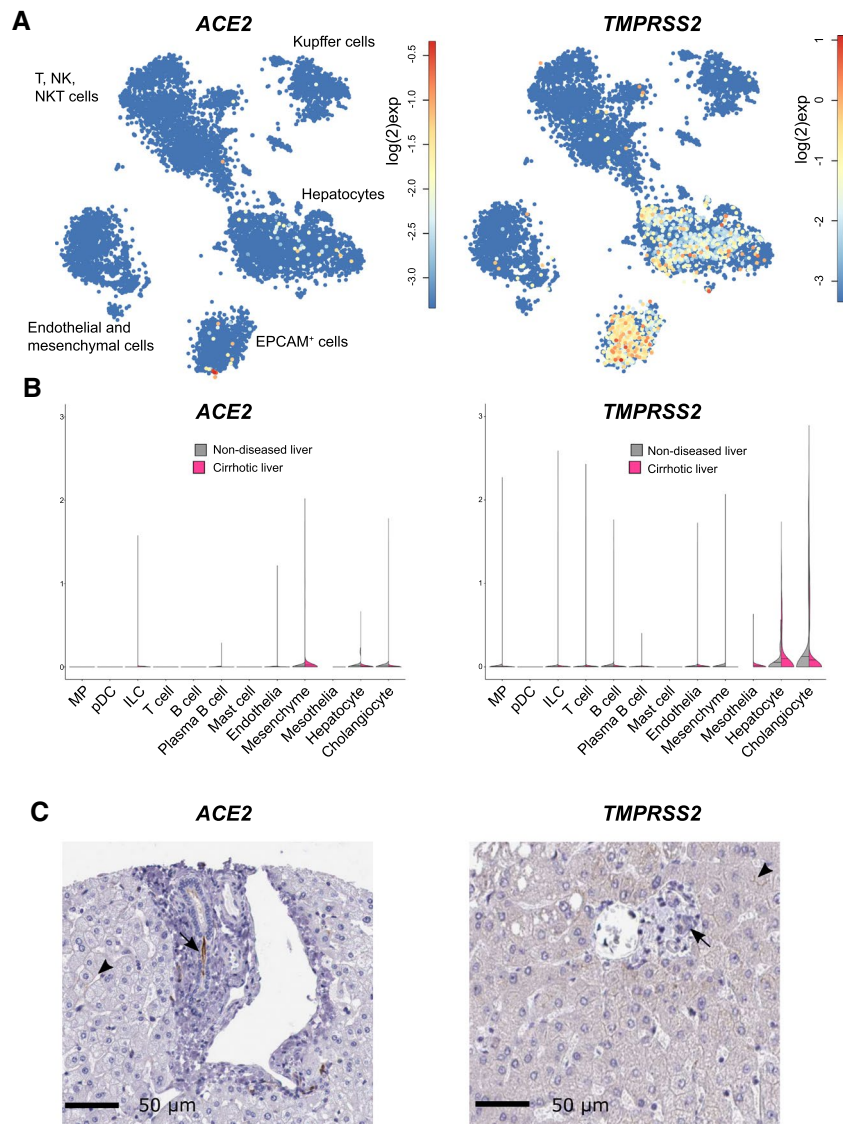 A
ACE2
TMPRSS2
Kupffer cells
T, NK,
NKT cells
Hepatocytes
Endothelial and
mesenchymal cells
EPCAM⁺ cells
log(2)exp
-0.5
-1.0
-1.5
-2.0
-2.5
-3.0
log(2)exp
1
0
-1
-2
-3
B
ACE2
TMPRSS2
Non-diseased liver
Cirrhotic liver
3
2
1
0
MP
pDC
ILC
T cell
B cell
Plasma B cell
Mast cell
Endothelia
Mesenchyme
Mesothelia
Hepatocyte
Cholangiocyte
Non-diseased liver
Cirrhotic liver
3
2
1
0
MP
pDC
ILC
T cell
B cell
Plasma B cell
Mast cell
Endothelia
Mesenchyme
Mesothelia
Hepatocyte
Cholangiocyte
C
ACE2
TMPRSS2
50 µm
50 µm